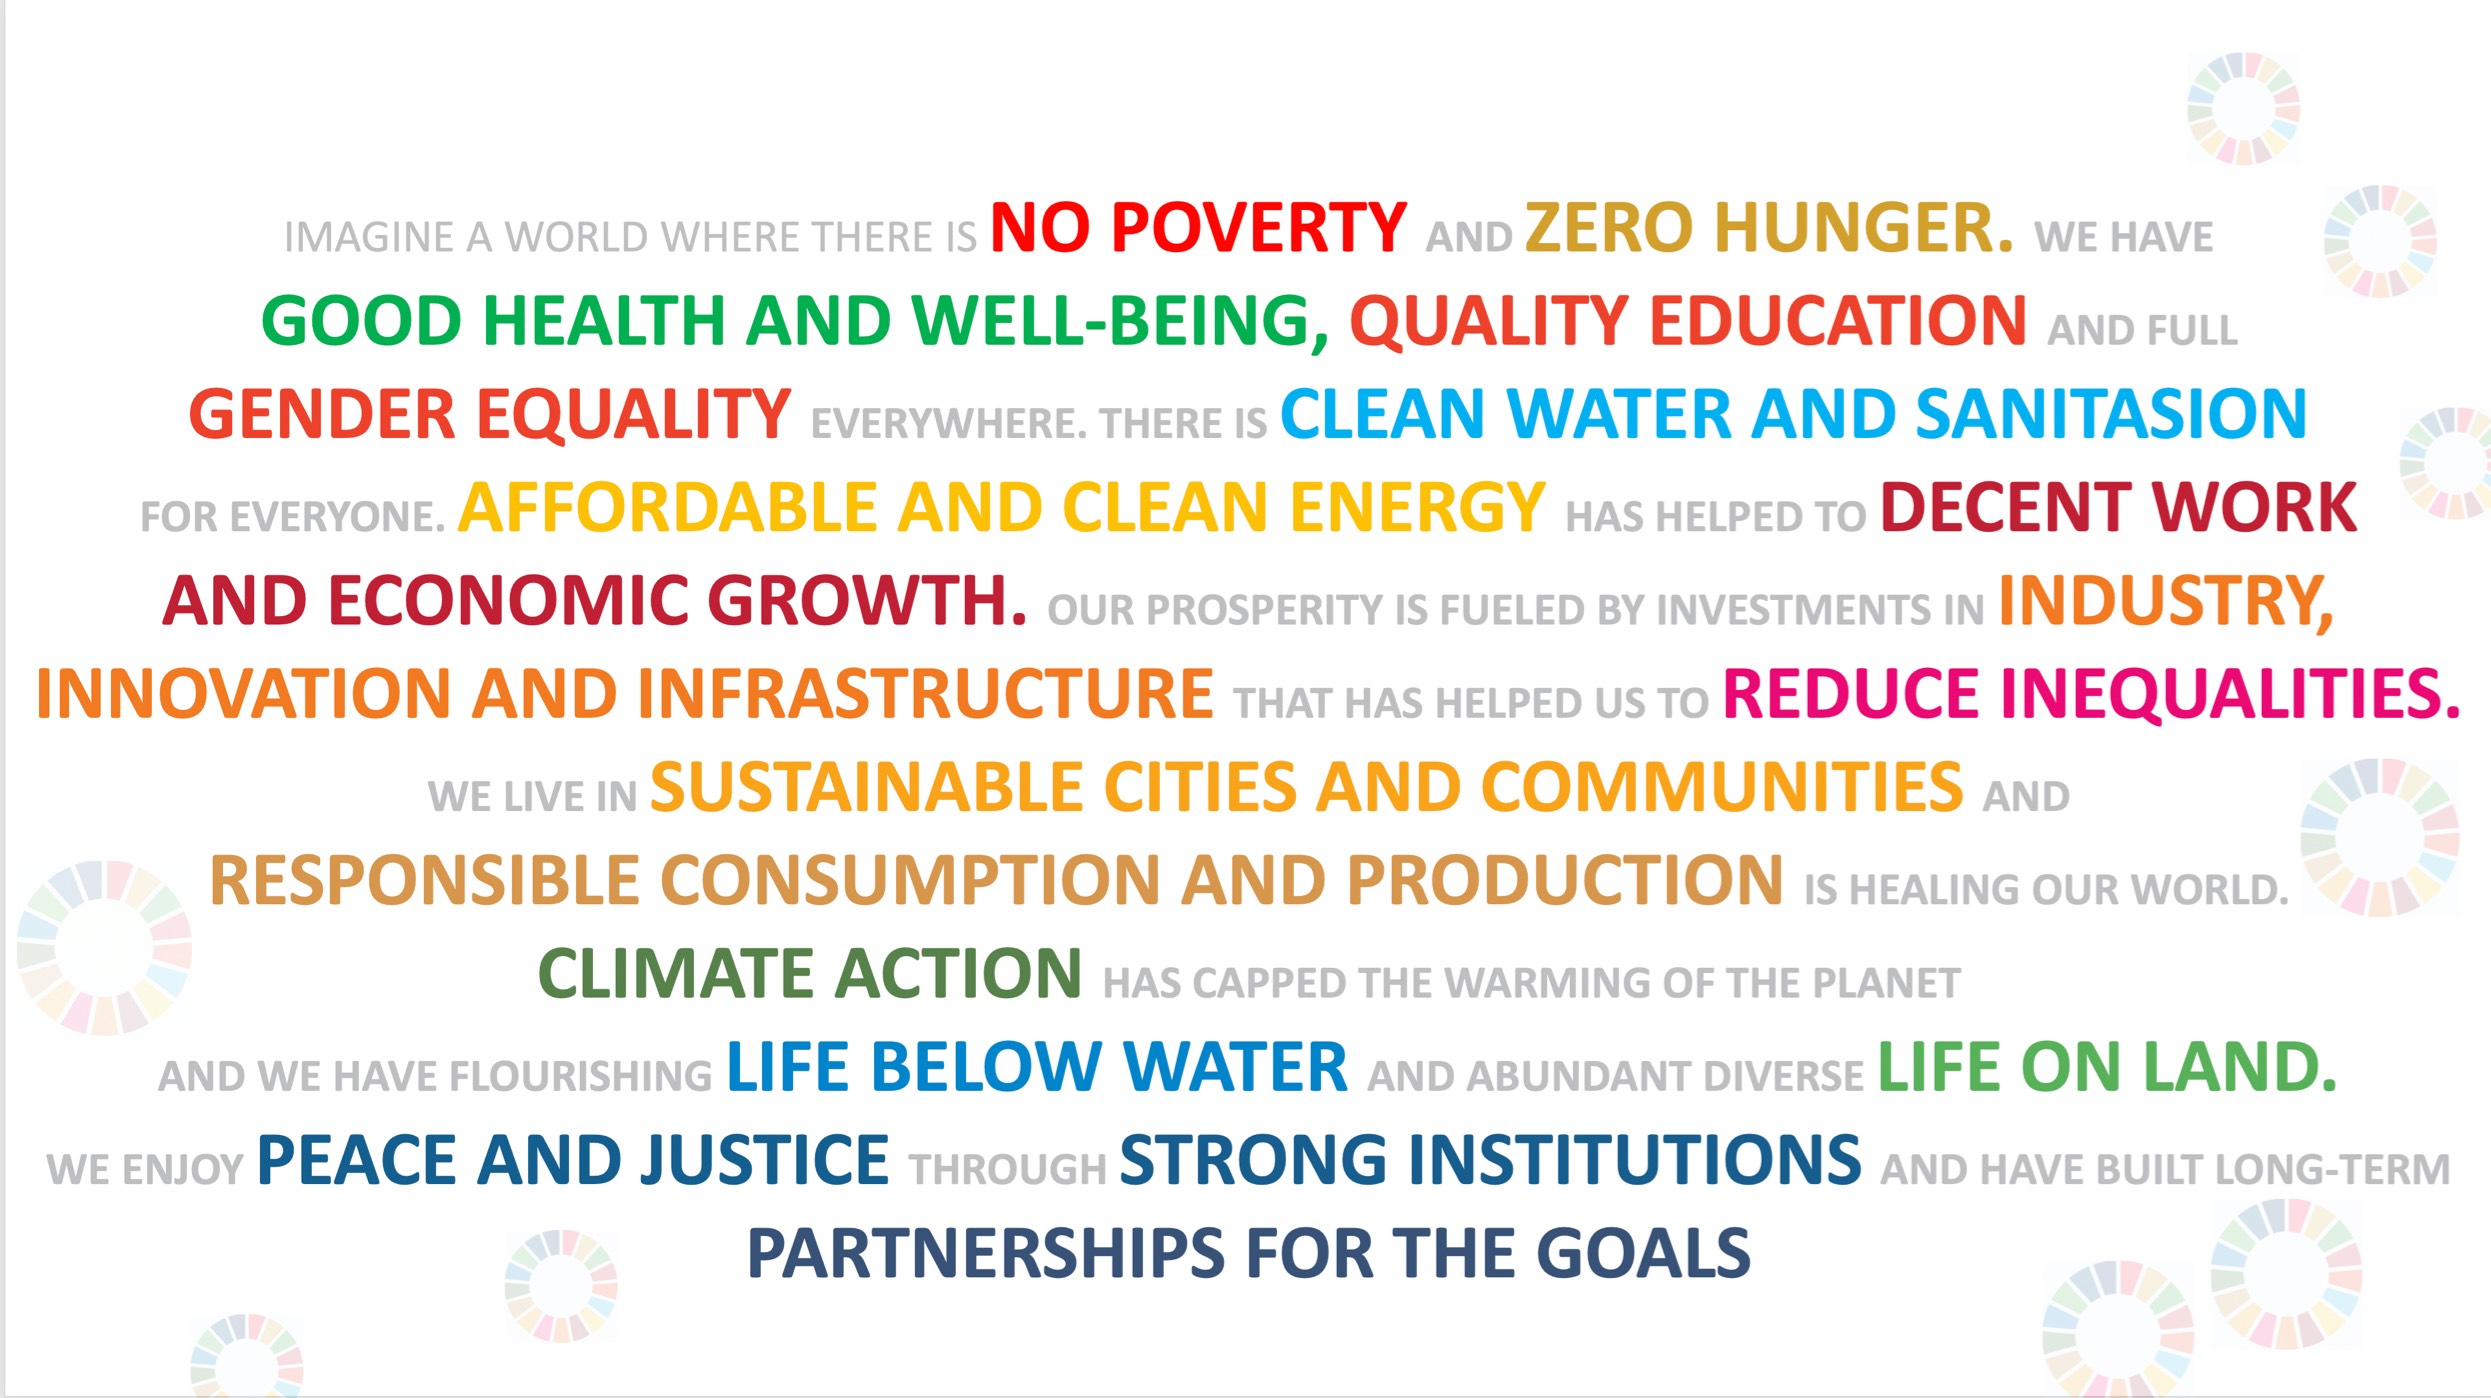 IMAGINE A WORLD WHERE THERE IS NO POVERTY AND ZERO HUNGER. WE HAVE
GOOD HEALTH AND WELL-BEING, QUALITY EDUCATION AND FULL
GENDER EQUALITY EVERYWHERE. THERE IS CLEAN WATER AND SANITASION
FOR EVERYONE. AFFORDABLE AND CLEAN ENERGY HAS HELPED TO DECENT WORK
AND ECONOMIC GROWTH. OUR PROSPERITY IS FUELED BY INVESTMENTS IN INDUSTRY,
INNOVATION AND INFRASTRUCTURE THAT HAS HELPED US TO REDUCE INEQUALITIES.
WE LIVE IN SUSTAINABLE CITIES AND COMMUNITIES AND
RESPONSIBLE CONSUMPTION AND PRODUCTION IS HEALING OUR WORLD.
CLIMATE ACTION HAS CAPPED THE WARMING OF THE PLANET
AND WE HAVE FLOURISHING LIFE BELOW WATER AND ABUNDANT DIVERSE LIFE ON LAND.
WE ENJOY PEACE AND JUSTICE THROUGH STRONG INSTITUTIONS AND HAVE BUILT LONG-TERM
PARTNERSHIPS FOR THE GOALS